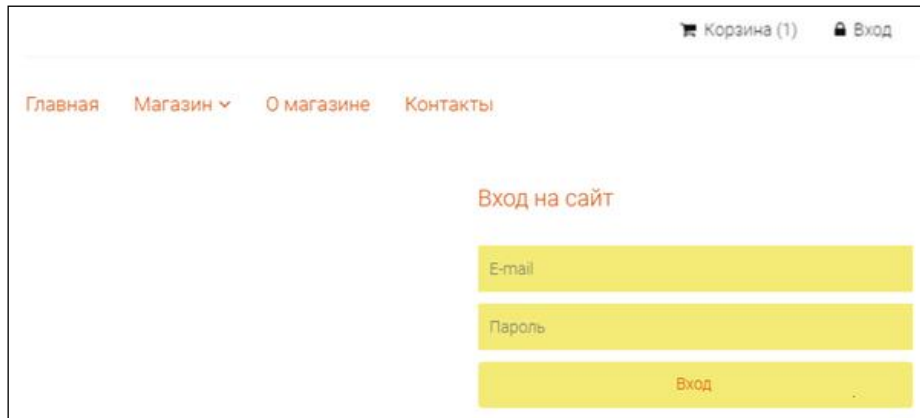 Корзина (1) Вход
Главная Магазин О магазине Контакты
Вход на сайт
E-mail
Пароль
Вход